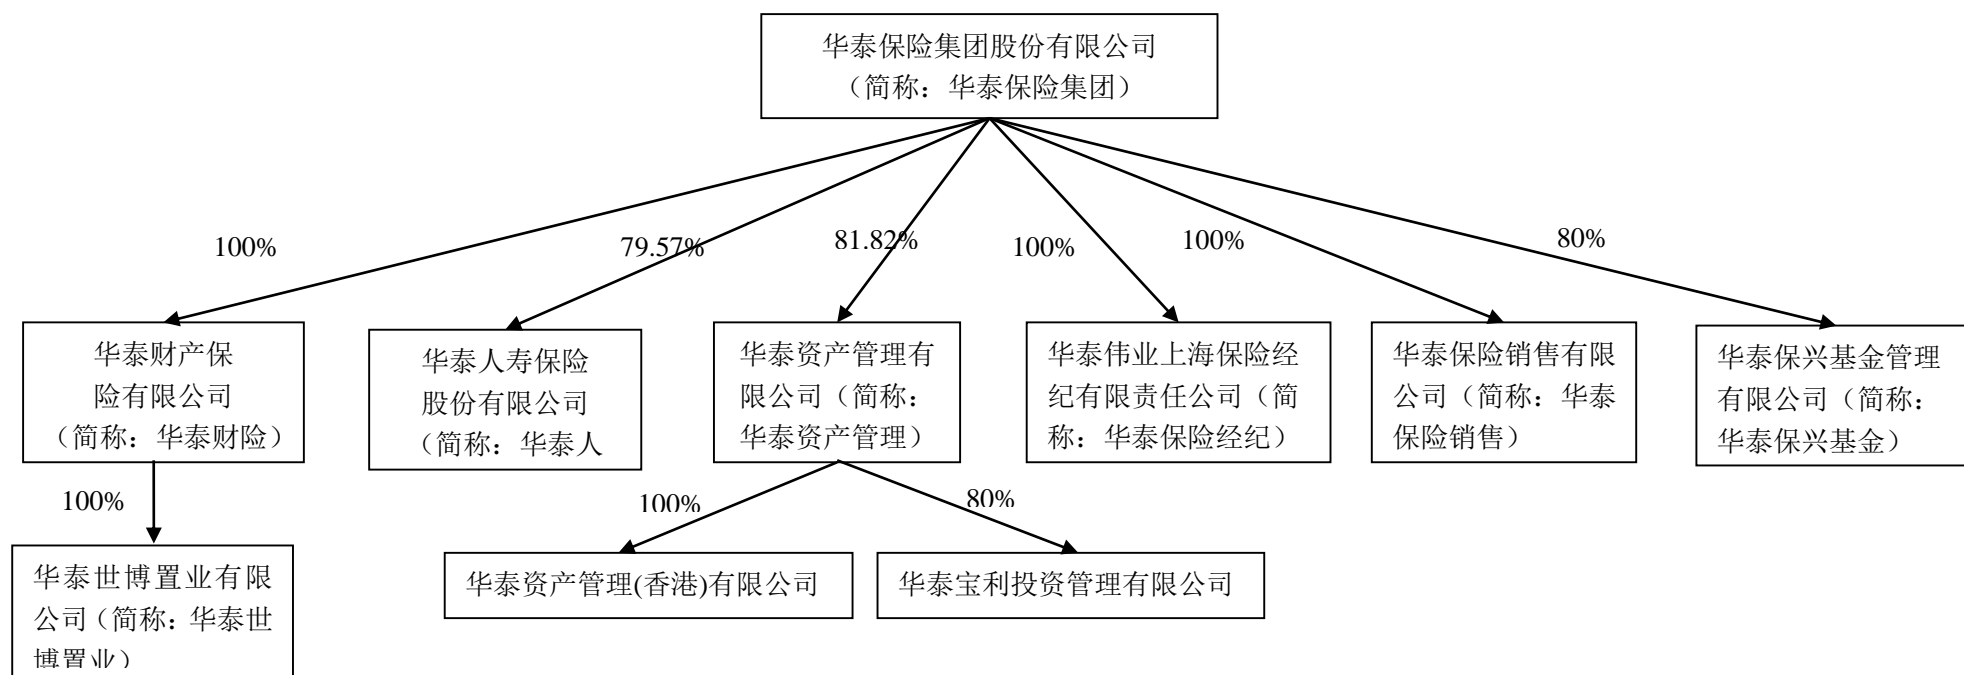 华泰保险集团股份有限公司
（简称：华泰保险集团）
100%
79.57%
81.82%
100%
100%
80%
华泰财产保
险有限公司
（简称：华泰财险）
华泰人寿保险
股份有限公司
（简称：华泰人
华泰资产管理有
限公司（简称：
华泰资产管理）
华泰伟业上海保险经
纪有限责任公司（简
称：华泰保险经纪）
华泰保险销售有限
公司（简称：华泰
保险销售）
华泰保兴基金管理
有限公司（简称：
华泰保兴基金）
100%
100%
80%
华泰世博置业有限
公司（简称：华泰世
博置业）
华泰资产管理(香港)有限公司
华泰宝利投资管理有限公司